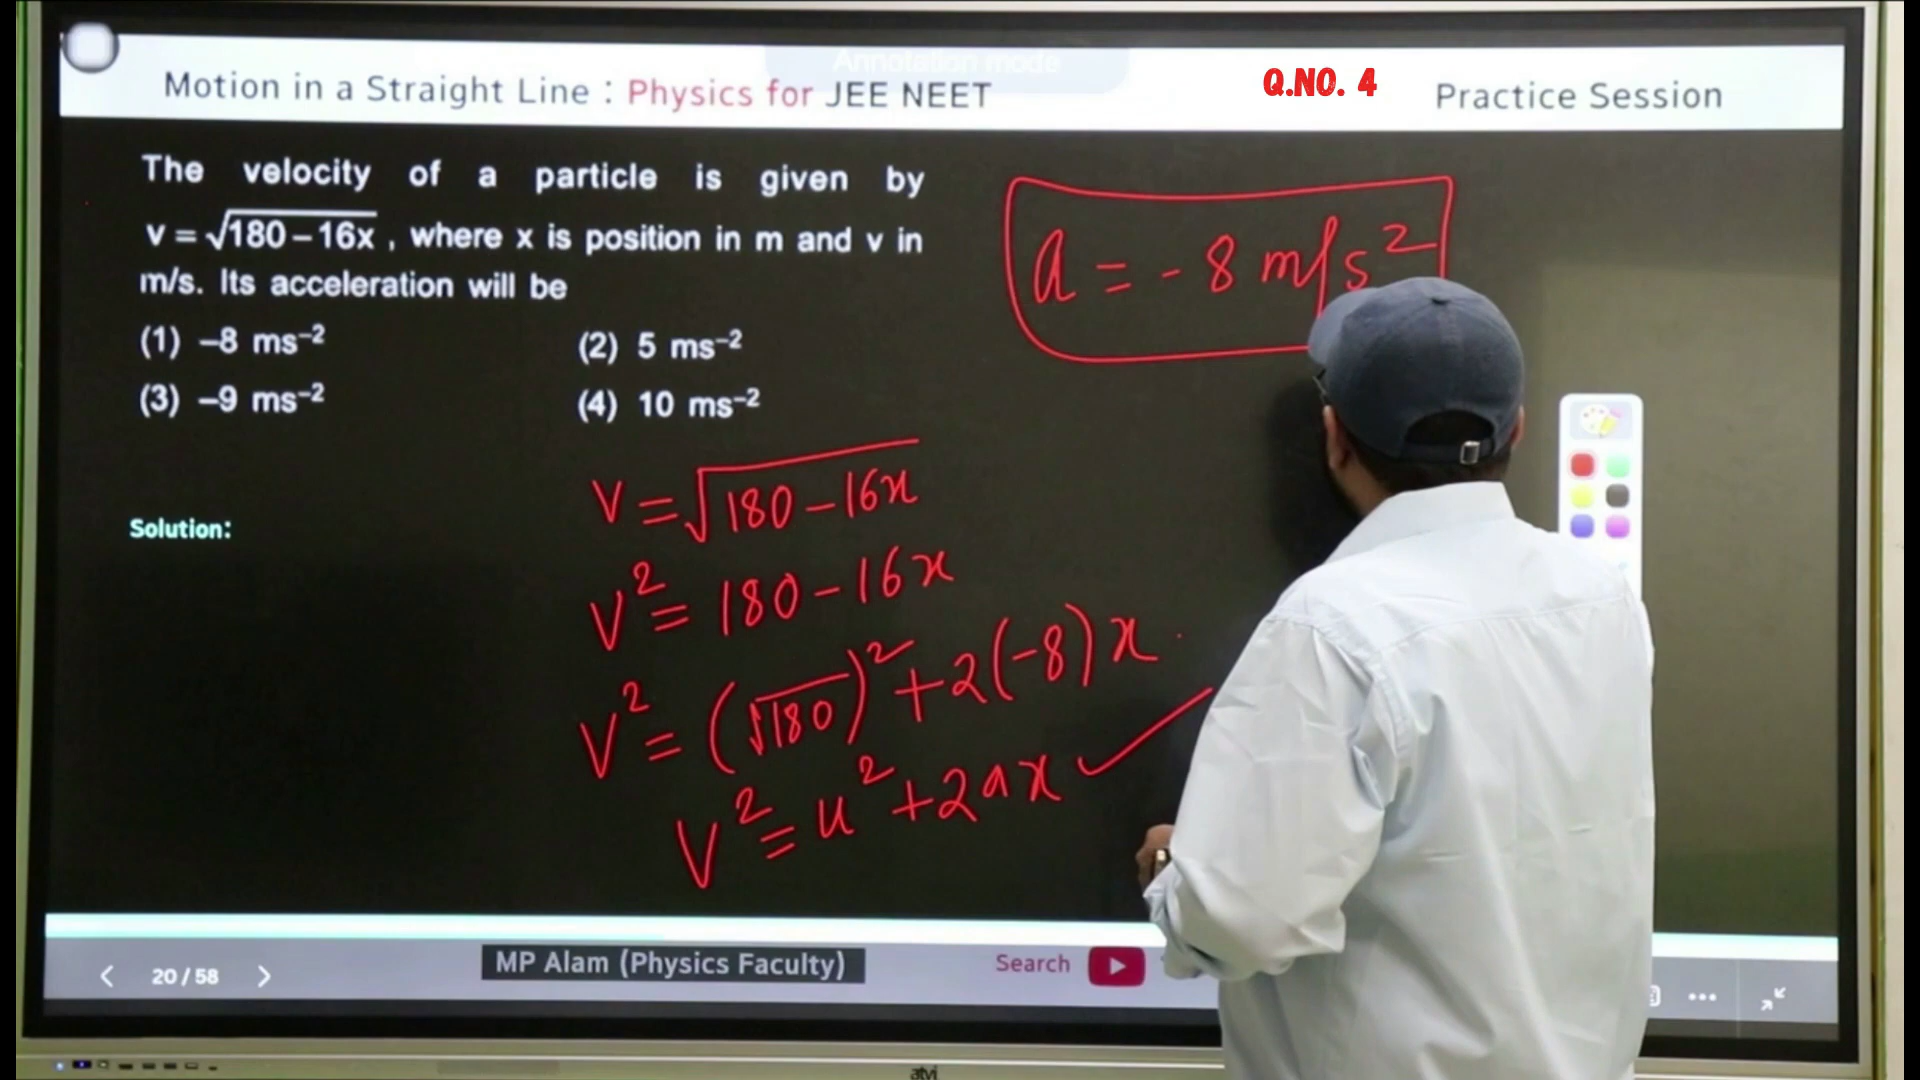 Annotation mode
Motion in a Straight Line : Physics for JEE NEET
Q.NO. 4
Practice Session
The velocity of a particle is given by
v = √180 – 16x , where x is position in m and v in
m/s. Its acceleration will be
(1) –8 ms⁻² (2) 5 ms⁻²
(3) –9 ms⁻² (4) 10 ms⁻²
a = -8 m/s²
Solution:
v = √180 - 16x
v² = 180 - 16x
v² = (√180)² + 2(-8)x
v² = u² + 2ax
MP Alam (Physics Faculty)
Search
20 / 58
atvi